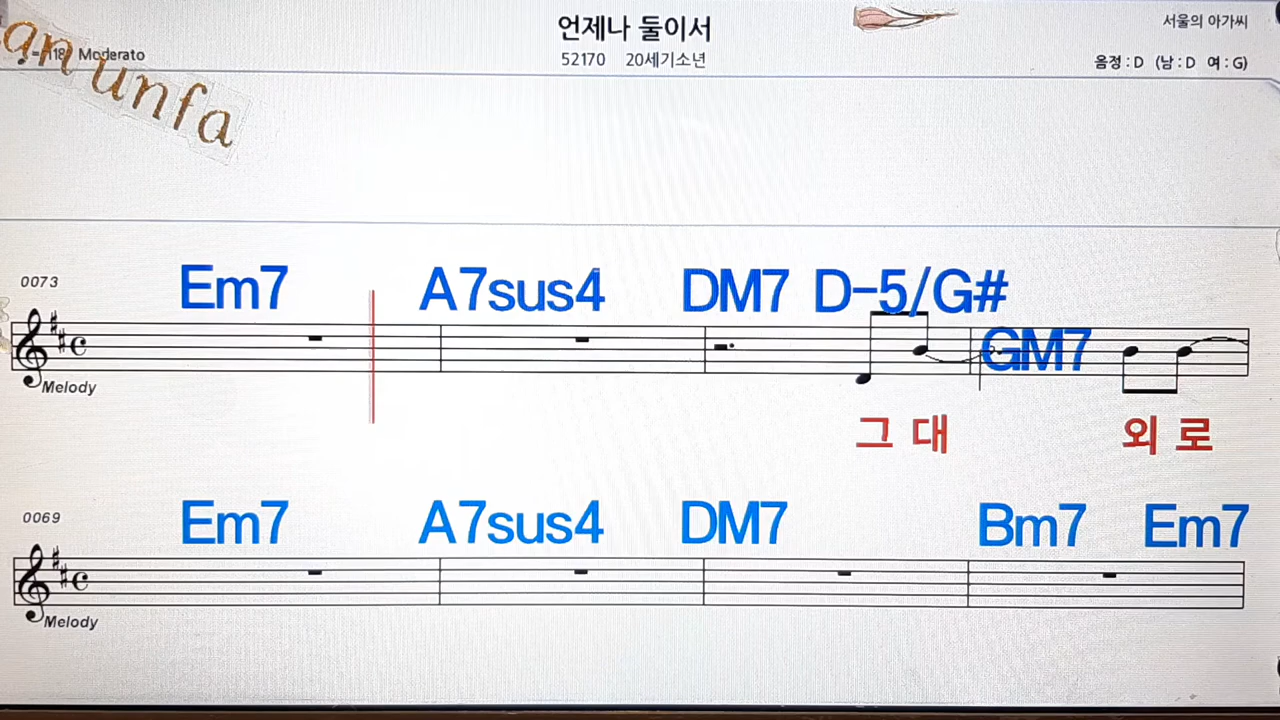 언제나 둘이서
서울의 아가씨
an unfa
♩=118 Moderato
52170 20세기소년
음정 : D (남 : D 여 : G)
0073
Em7 A7sus4 DM7 D-5/G# GM7
Melody
그 대 외 로
0069
Em7 A7sus4 DM7 Bm7 Em7
Melody